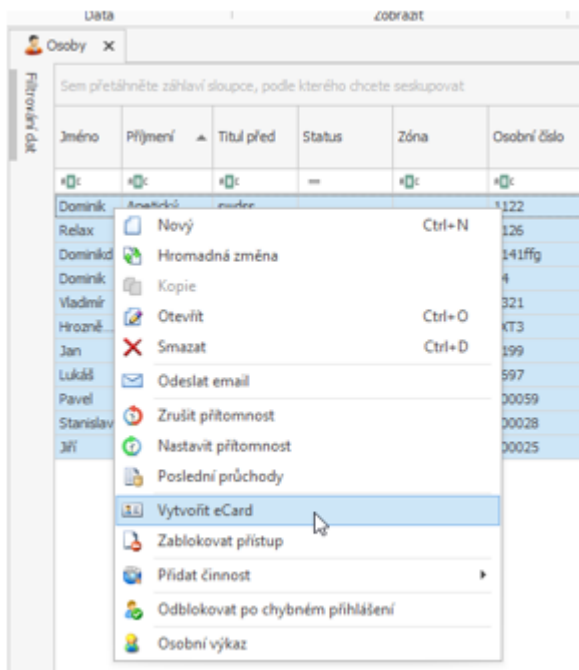 Data Zobrazit
Osoby
Filtrování dat
Sem přetáhněte záhlaví sloupce, podle kterého chcete seskupovat
Jméno Příjmení Titul před Status Zóna Osobní číslo
Dominik 1122
Relax 126
Dominikd 141ffg
Dominik 4
Vladimír 321
Hrozně... XT3
Jan 199
Lukáš 597
Pavel 00059
Stanislav 00028
Jiří 00025
Nový Ctrl+N
Hromadná změna
Kopie
Otevřít Ctrl+O
Smazat Ctrl+D
Odeslat email
Zrušit přítomnost
Nastavit přítomnost
Poslední průchody
Vytvořit eCard
Zablokovat přístup
Přidat činnost
Odblokovat po chybném přihlášení
Osobní výkaz